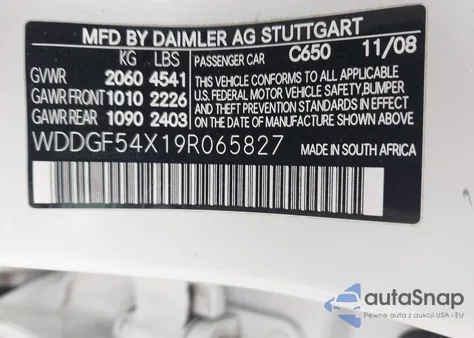 MFD BY DAIMLER AG STUTTGART
KG LBS
PASSENGER CAR C650 11/08
GVWR 2060 4541
GAWR FRONT 1010 2226
GAWR REAR 1090 2403
THIS VEHICLE CONFORMS TO ALL APPLICABLE
U.S. FEDERAL MOTOR VEHICLE SAFETY,BUMPER
AND THEFT PREVENTION STANDARDS IN EFFECT
ON THE DATE OF MANUFACTURE SHOWN ABOVE.
WDDGF54X19R065827 MADE IN SOUTH AFRICA
autoSnap
Pewne auta z aukcji USA i EU